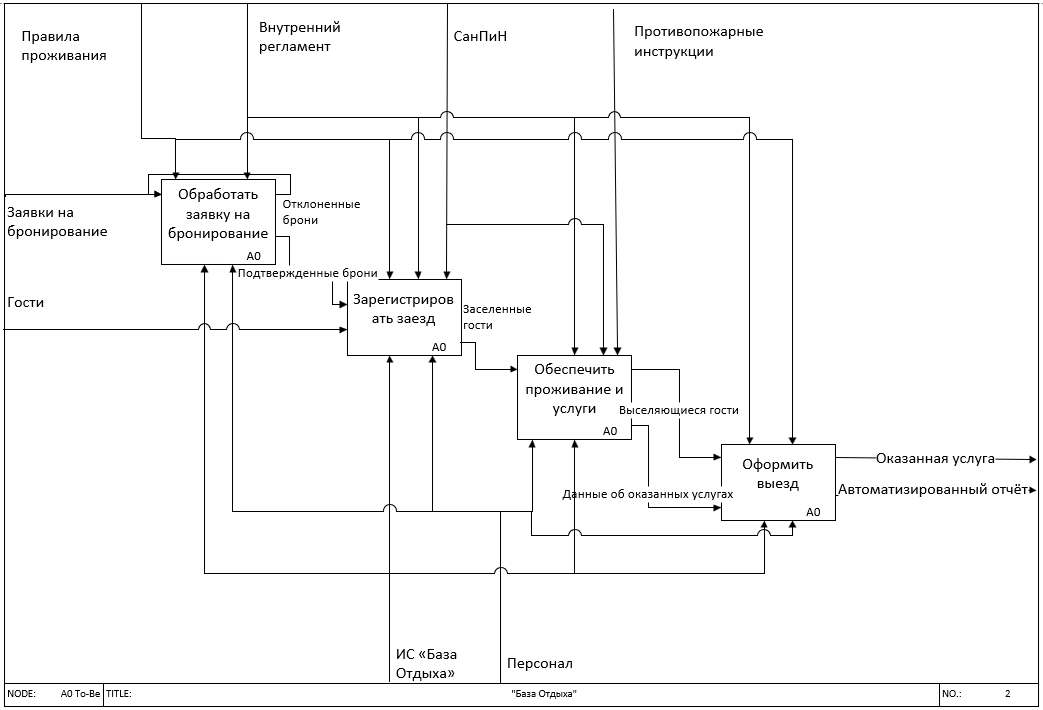 Правила
проживания
Внутренний
регламент
СанПиН
Противопожарные
инструкции
Заявки на
бронирование
Обработать
заявку на
бронирование
A0
Отклоненные
брони
Подтвержденные брони
Гости
Зарегистриров
ать заезд
A0
Заселенные
гости
Обеспечить
проживание и
услуги
A0
Выселяющиеся гости
Данные об оказанных услугах
Оформить
выезд
A0
Оказанная услуга
Автоматизированный отчёт
ИС «База
Отдыха»
Персонал
NODE: A0 To-Be TITLE: "База Отдыха" NO.: 2